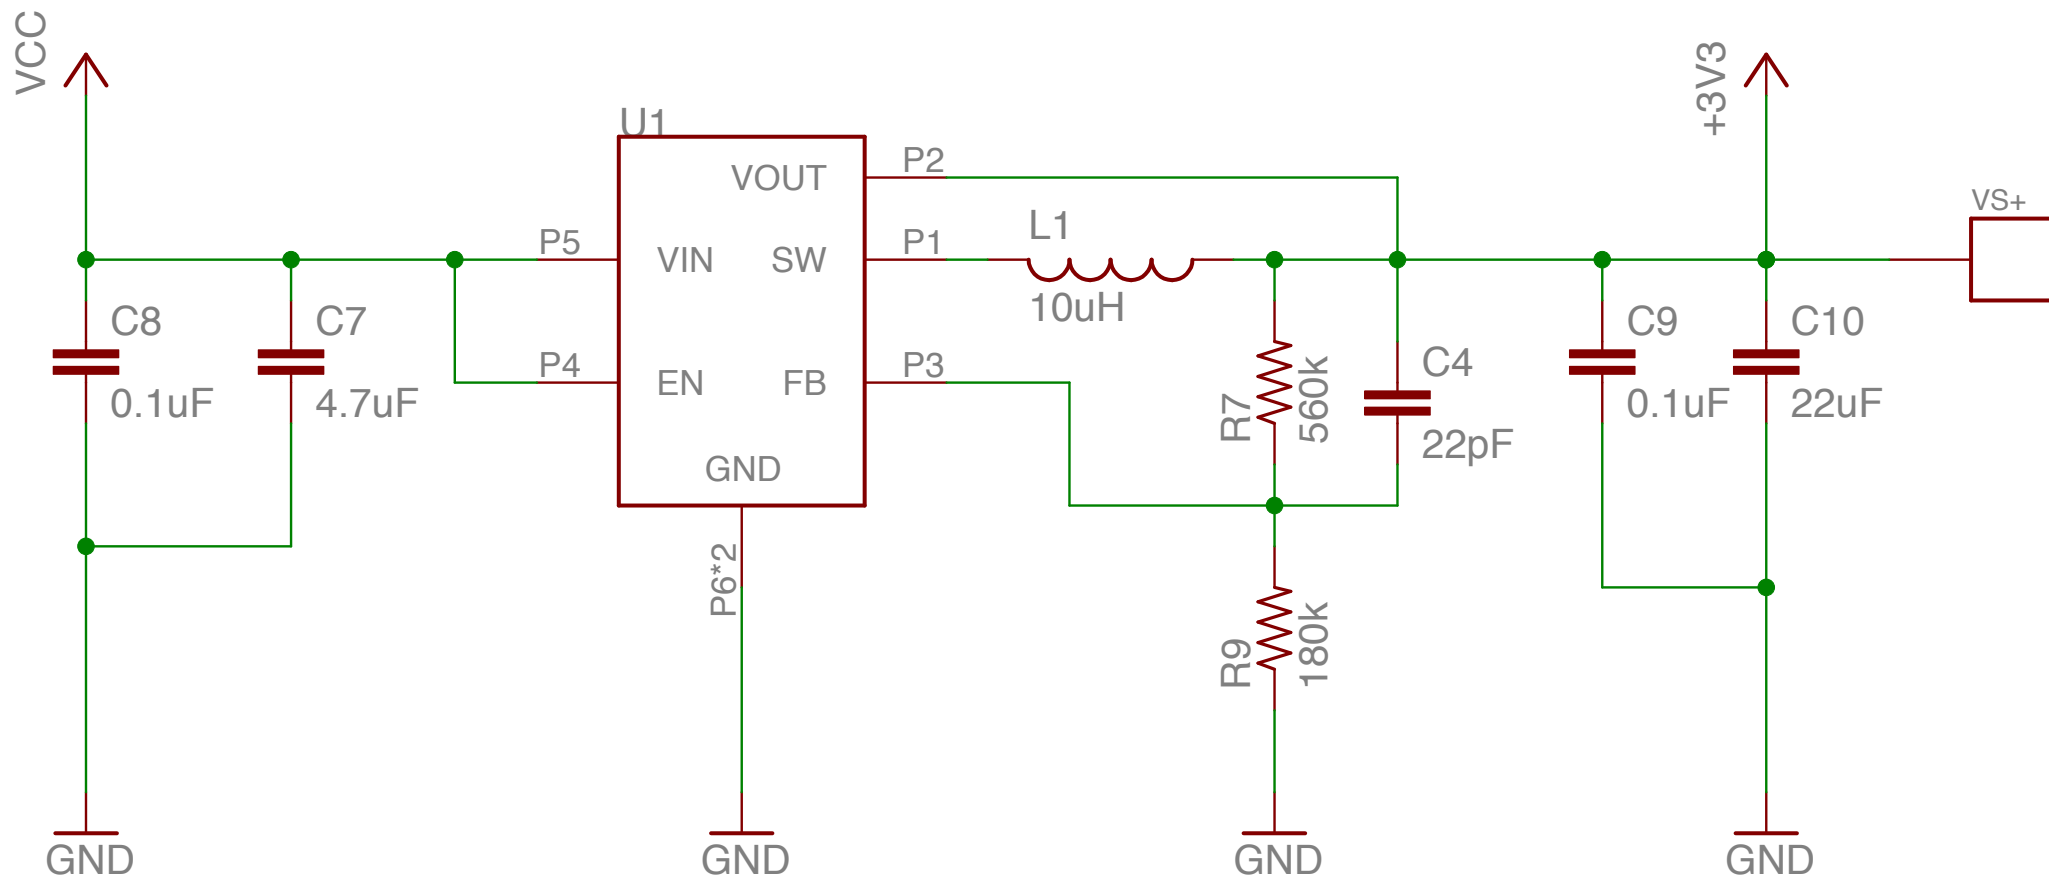 VCC
+3V3
U1
VS+
P5
VIN
P4
EN
VOUT
P2
SW
P1
FB
P3
GND
P6*2
L1
10uH
C8
0.1uF
C7
4.7uF
R7
560k
C4
22pF
C9
0.1uF
C10
22uF
R9
180k
GND
GND
GND
GND